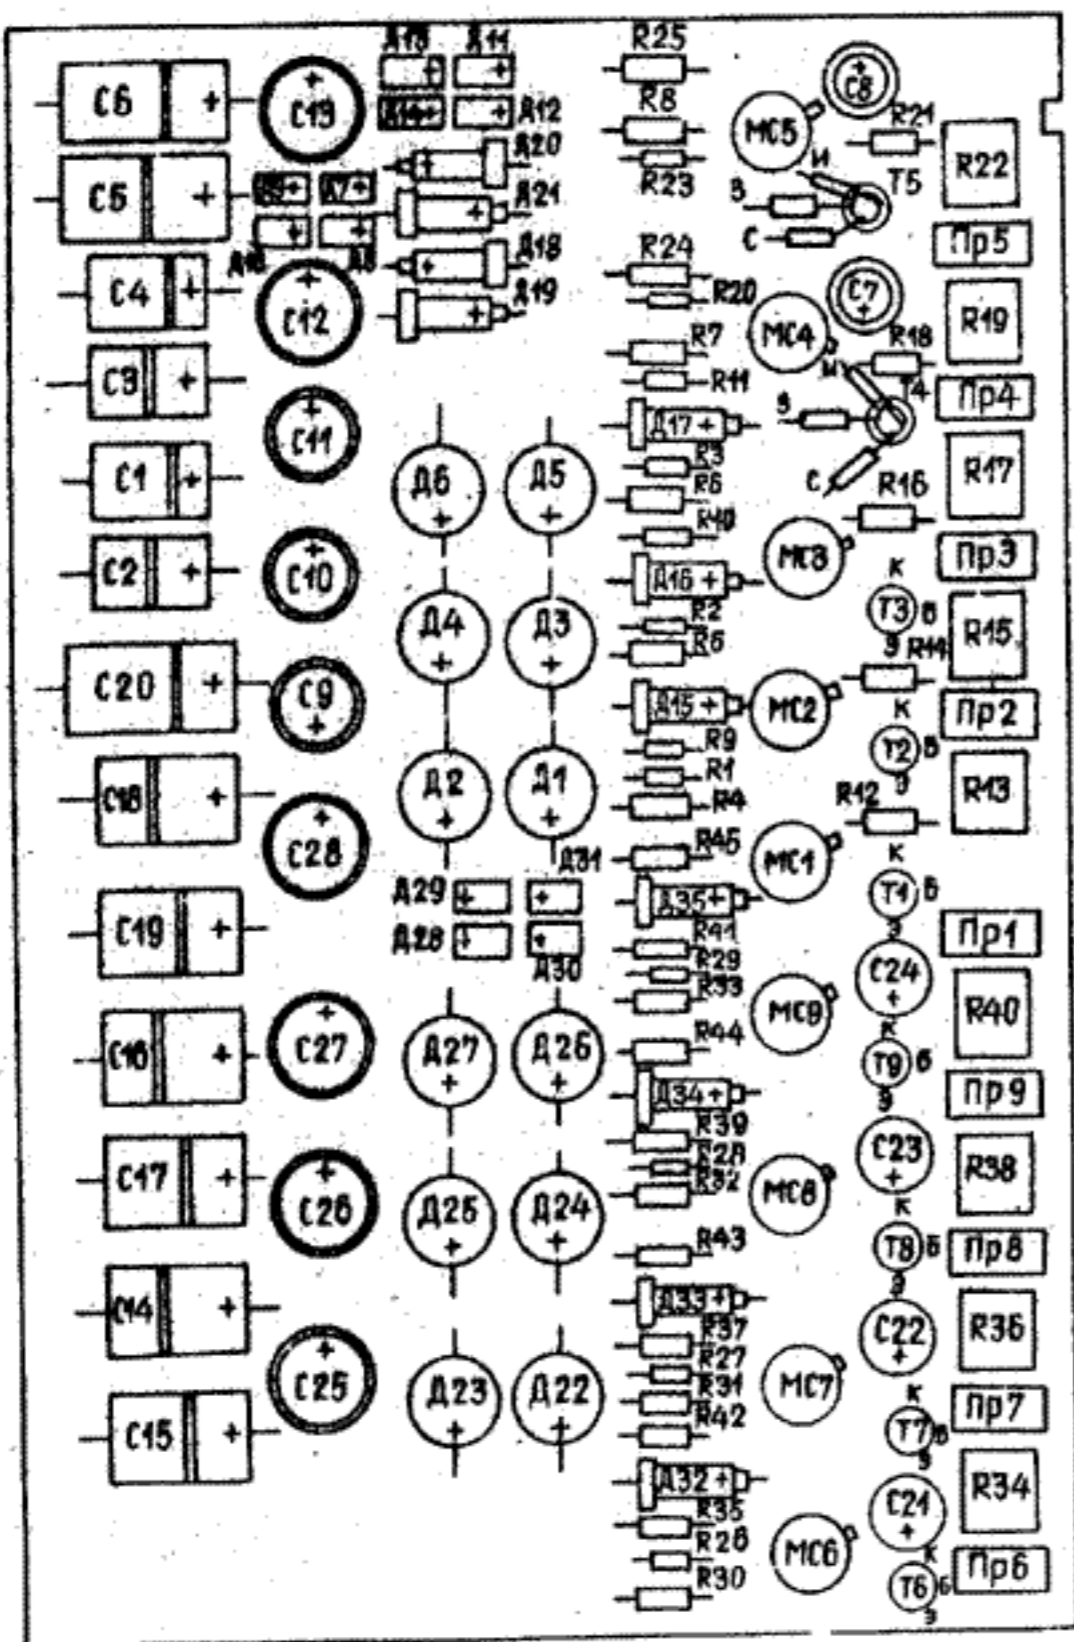 Д13 Д11 R25
С6 С13 С8
Д14 Д12 R8 МС5 R21
Д20 И R22
С5 Д9 Д7 R23 Т5
Д21 З
С Пр5
Д10 Д8 Д18 R24
С4 С12 Д19 R20 С7 R19
R7 МС4 R18
С3 R11 И Т4 Пр4
С11 Д17 З
R3 R17
С1 Д6 Д5 R6 С R16
R10
С2 С10 Д16 МС3 К Пр3
R2 Т3 Б
Д4 Д3 R15
Э R14
С20 С9 Д15 МС2 К Пр2
R9 Т2 Б
Д2 Д1 R1 Э
С18 R4 R12 R13
С28 Д31 R45 МС1 К
Д29 Д35 Т1 Б
С19 Д28 R41 Э Пр1
Д30 R29 С24
R33 МС9 R40
С16 С27 Д27 Д26 R44 К
Т9 Б
Д34 Э Пр9
R39 С23
С17 R28 R38
С26 Д25 Д24 R32 МС8 К
R43 Т8 Б Пр8
Э
С14 Д33
R37 С22 R36
С25 R27 МС7
Д23 Д22 R31 К
С15 R42 Т7 Б Пр7
Э
Д32 R34
R35 С21
R26 МС6 К
R30 Т6 Б Пр6
Э